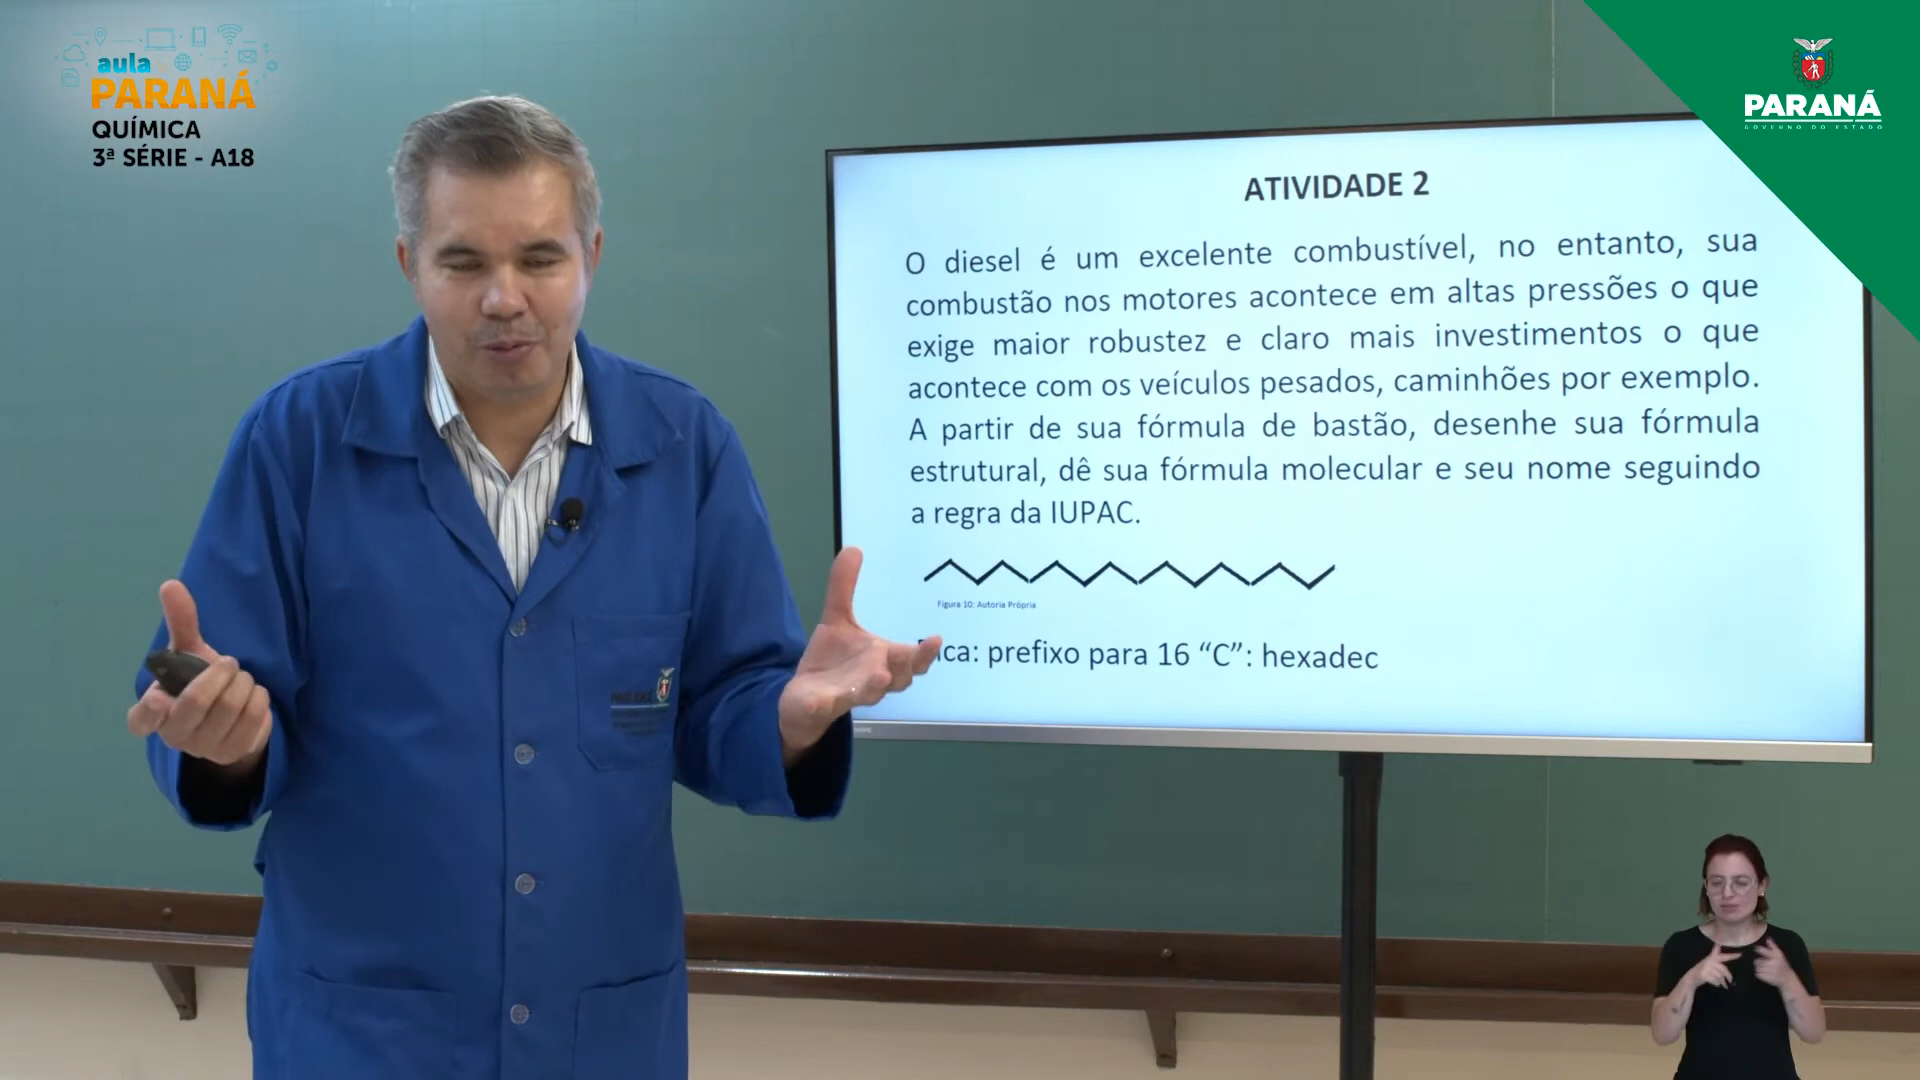 aula
PARANÁ
QUÍMICA
3ª SÉRIE - A18
PARANÁ
GOVERNO DO ESTADO
ATIVIDADE 2
O diesel é um excelente combustível, no entanto, sua
combustão nos motores acontece em altas pressões o que
exige maior robustez e claro mais investimentos o que
acontece com os veículos pesados, caminhões por exemplo.
A partir de sua fórmula de bastão, desenhe sua fórmula
estrutural, dê sua fórmula molecular e seu nome seguindo
a regra da IUPAC.
Figura 10: Autoria Própria
prefixo para 16 “C”: hexadec